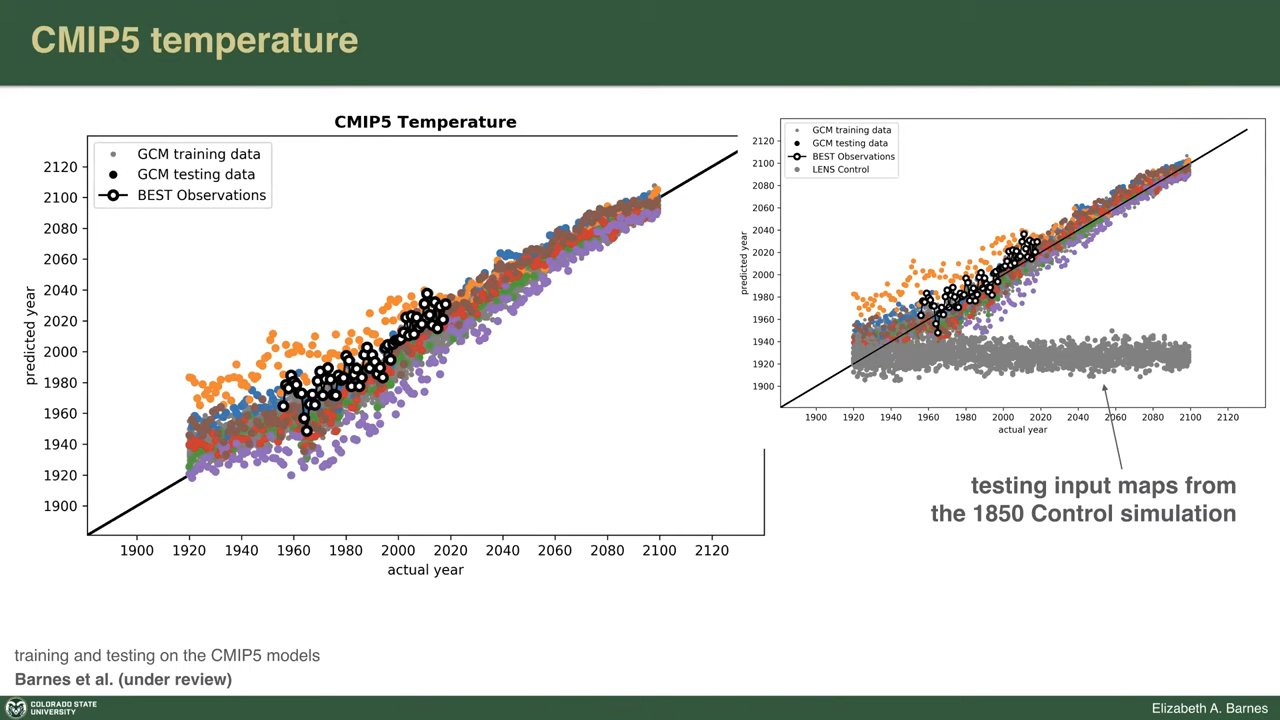 CMIP5 temperature
CMIP5 Temperature
GCM training data
GCM testing data
BEST Observations
predicted year
2120
2100
2080
2060
2040
2020
2000
1980
1960
1940
1920
1900
1900 1920 1940 1960 1980 2000 2020 2040 2060 2080 2100 2120
actual year
GCM training data
GCM testing data
BEST Observations
LENS Control
predicted year
2120
2100
2080
2060
2040
2020
2000
1980
1960
1940
1920
1900
1900 1920 1940 1960 1980 2000 2020 2040 2060 2080 2100 2120
actual year
testing input maps from
the 1850 Control simulation
training and testing on the CMIP5 models
Barnes et al. (under review)
COLORADO STATE
UNIVERSITY
Elizabeth A. Barnes